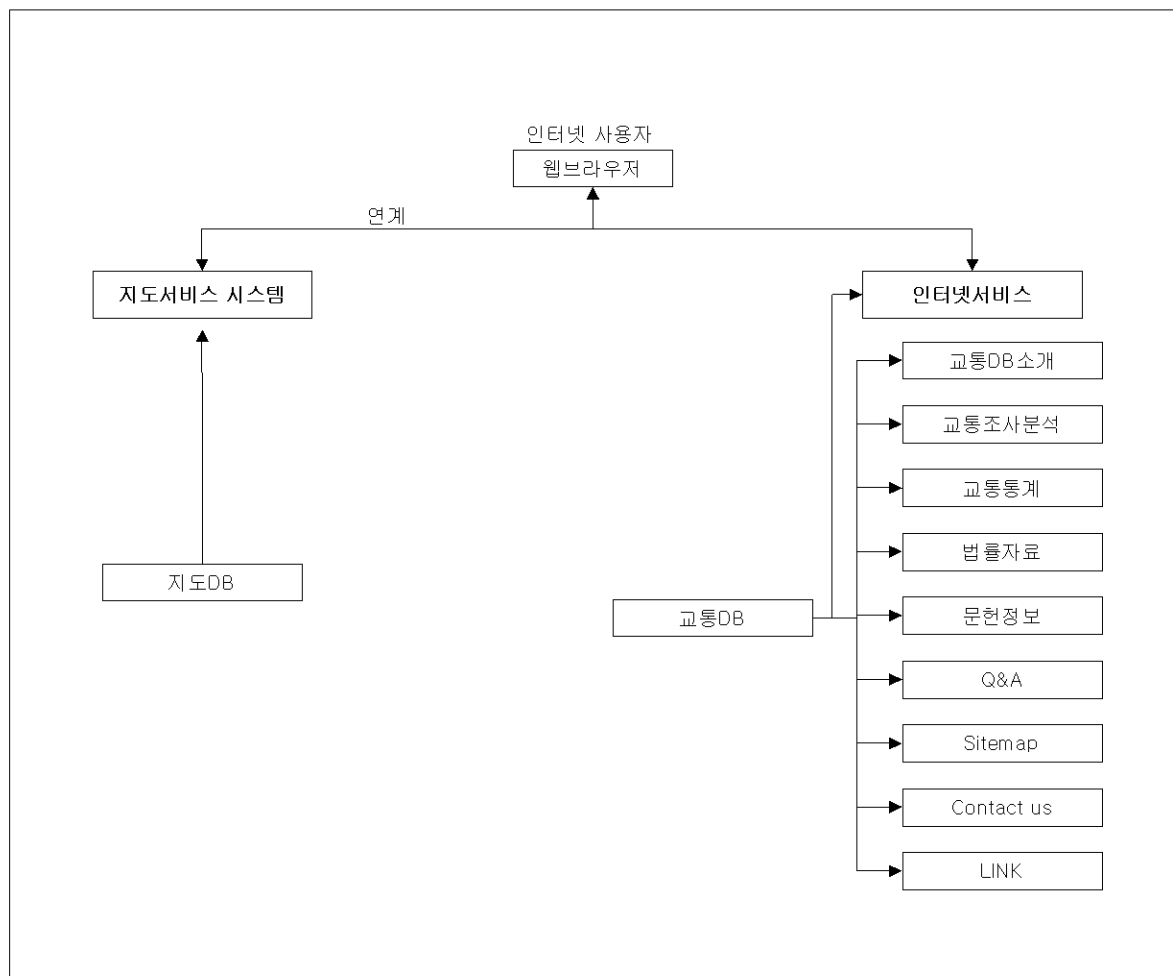 인터넷 사용자
웹브라우저
연계
지도서비스 시스템
인터넷서비스
교통DB소개
교통조사분석
교통통계
법률자료
지도DB
교통DB
문헌정보
Q&A
Sitemap
Contact us
LINK